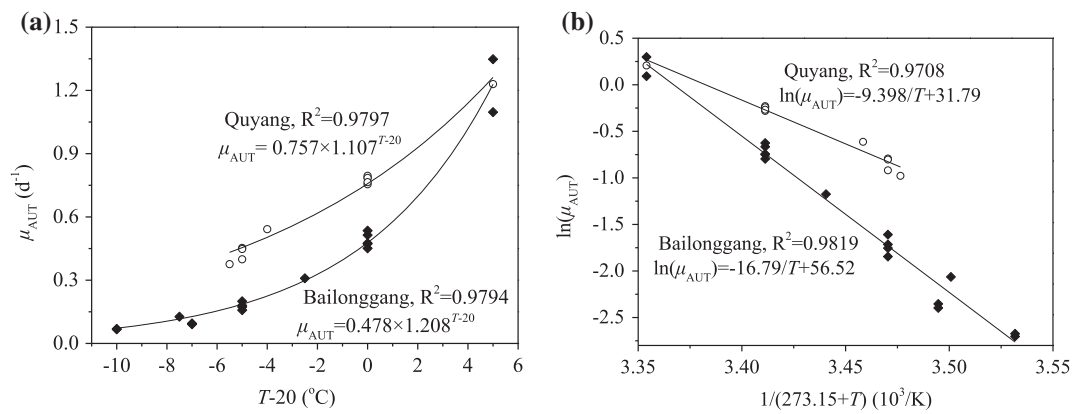 (a)
1.5
1.2
0.9
0.6
0.3
0.0
μAUT (d-1)
Quyang, R2=0.9797
μAUT= 0.757×1.107T-20
Bailonggang, R2=0.9794
μAUT=0.478×1.208T-20
-10 -8 -6 -4 -2 0 2 4 6
T-20 (oC)
(b)
0.5
0.0
-0.5
-1.0
-1.5
-2.0
-2.5
ln(μAUT)
Quyang, R2=0.9708
ln(μAUT)=-9.398/T+31.79
Bailonggang, R2=0.9819
ln(μAUT)=-16.79/T+56.52
3.35 3.40 3.45 3.50 3.55
1/(273.15+T) (103/K)